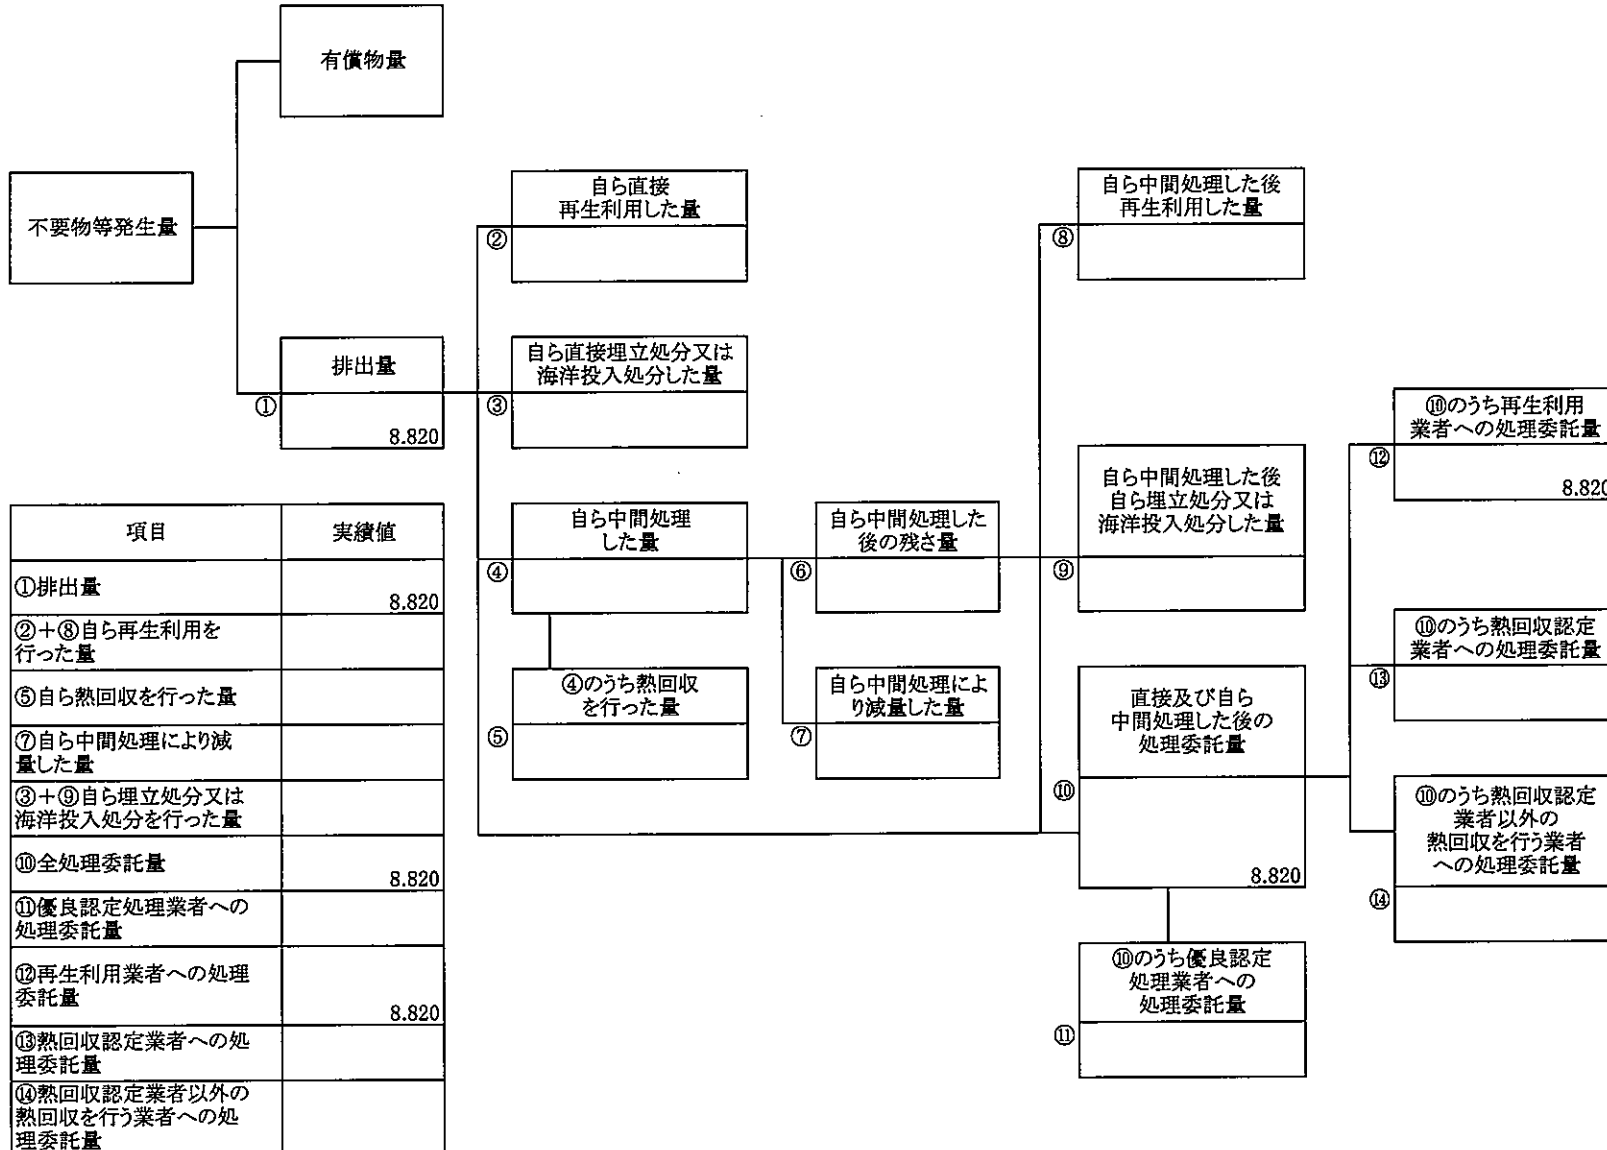 有償物量
不要物等発生量
自ら直接
再生利用した量
②
自ら中間処理した後
再生利用した量
⑧
排出量
①
8.820
自ら直接埋立処分又は
海洋投入処分した量
③
⑩のうち再生利用
業者への処理委託量
⑫
8.820
自ら中間処理
した量
④
自ら中間処理した
後の残さ量
⑥
自ら中間処理した後
自ら埋立処分又は
海洋投入処分した量
⑨
⑩のうち熱回収認定
業者への処理委託量
⑬
④のうち熱回収
を行った量
⑤
自ら中間処理によ
り減量した量
⑦
直接及び自ら
中間処理した後の
処理委託量
⑩
8.820
⑩のうち熱回収認定
業者以外の
熱回収を行う業者
への処理委託量
⑭
⑩のうち優良認定
処理業者への
処理委託量
⑪
項目 実績値
①排出量 8.820
②+⑧自ら再生利用を
行った量
⑤自ら熱回収を行った量
⑦自ら中間処理により減
量した量
③+⑨自ら埋立処分又は
海洋投入処分を行った量
⑩全処理委託量 8.820
⑪優良認定処理業者への
処理委託量
⑫再生利用業者への処理
委託量 8.820
⑬熱回収認定業者への処
理委託量
⑭熱回収認定業者以外の
熱回収を行う業者への処
理委託量